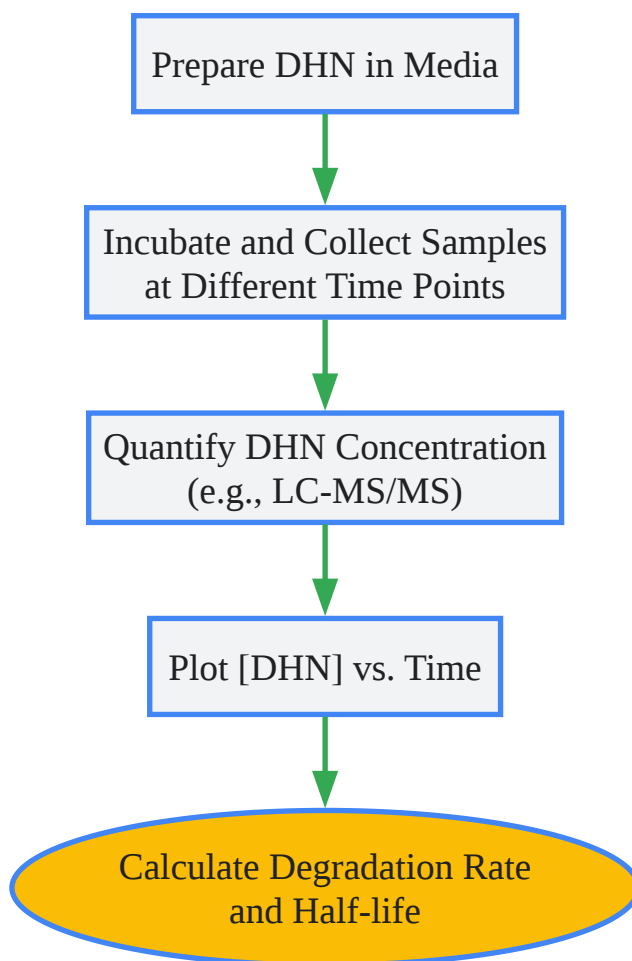 Prepare DHN in Media
Incubate and Collect Samples
at Different Time Points
Quantify DHN Concentration
(e.g., LC-MS/MS)
Plot [DHN] vs. Time
Calculate Degradation Rate
and Half-life